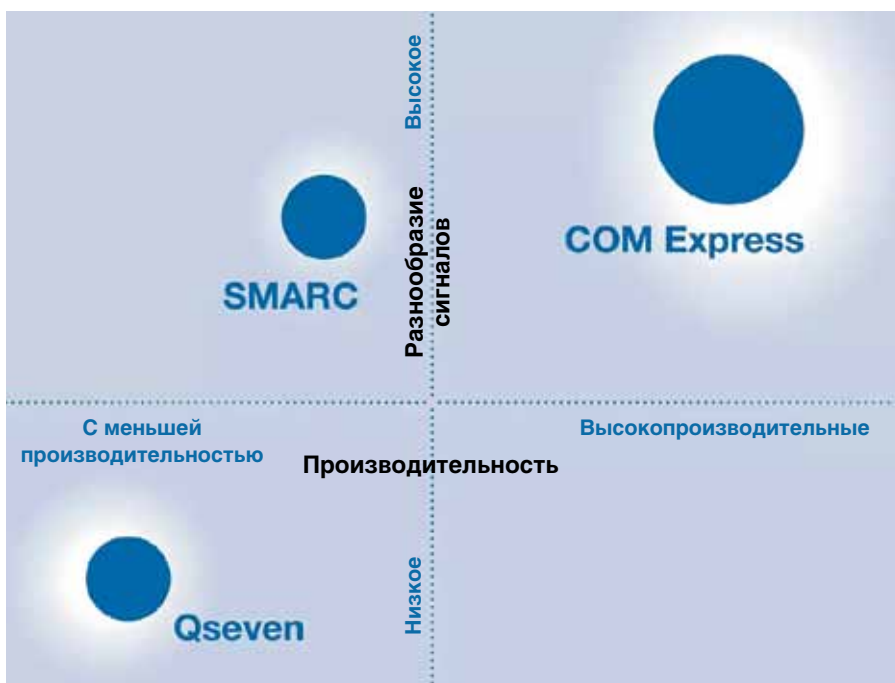 Высокое
Разнообразие
сигналов
COM Express
SMARC
С меньшей
производительностью
Высокопроизводительные
Производительность
Низкое
Qseven